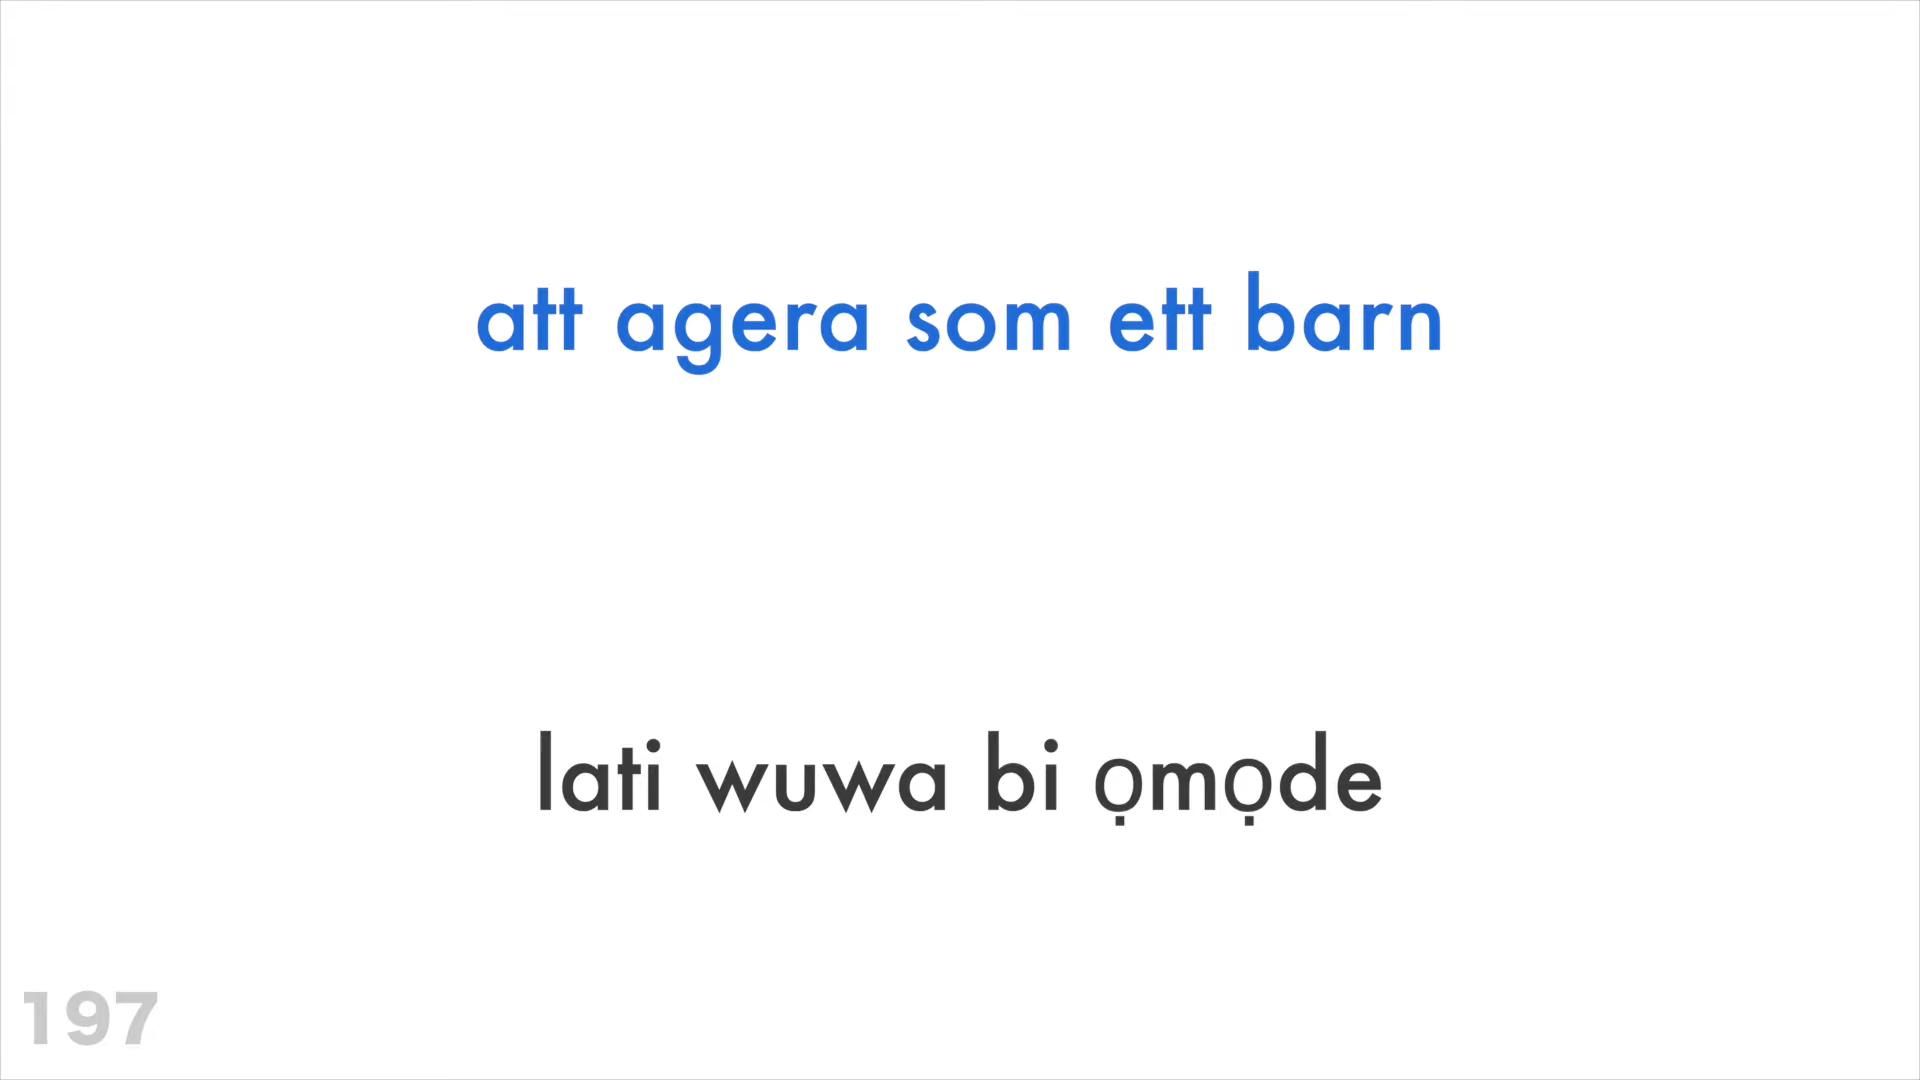 att agera som ett barn
lati wuwa bi ọmọde
197